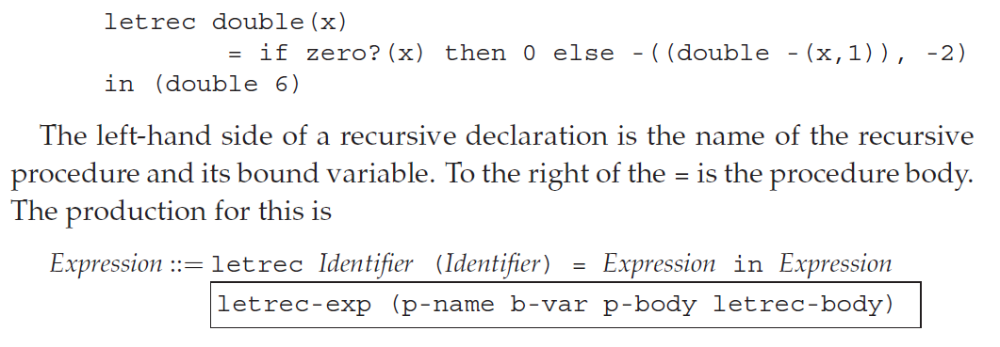 letrec double(x)
= if zero?(x) then 0 else -((double -(x,1)), -2)
in (double 6)
The left-hand side of a recursive declaration is the name of the recursive
procedure and its bound variable. To the right of the = is the procedure body.
The production for this is
Expression ::= letrec Identifier (Identifier) = Expression in Expression
letrec-exp (p-name b-var p-body letrec-body)